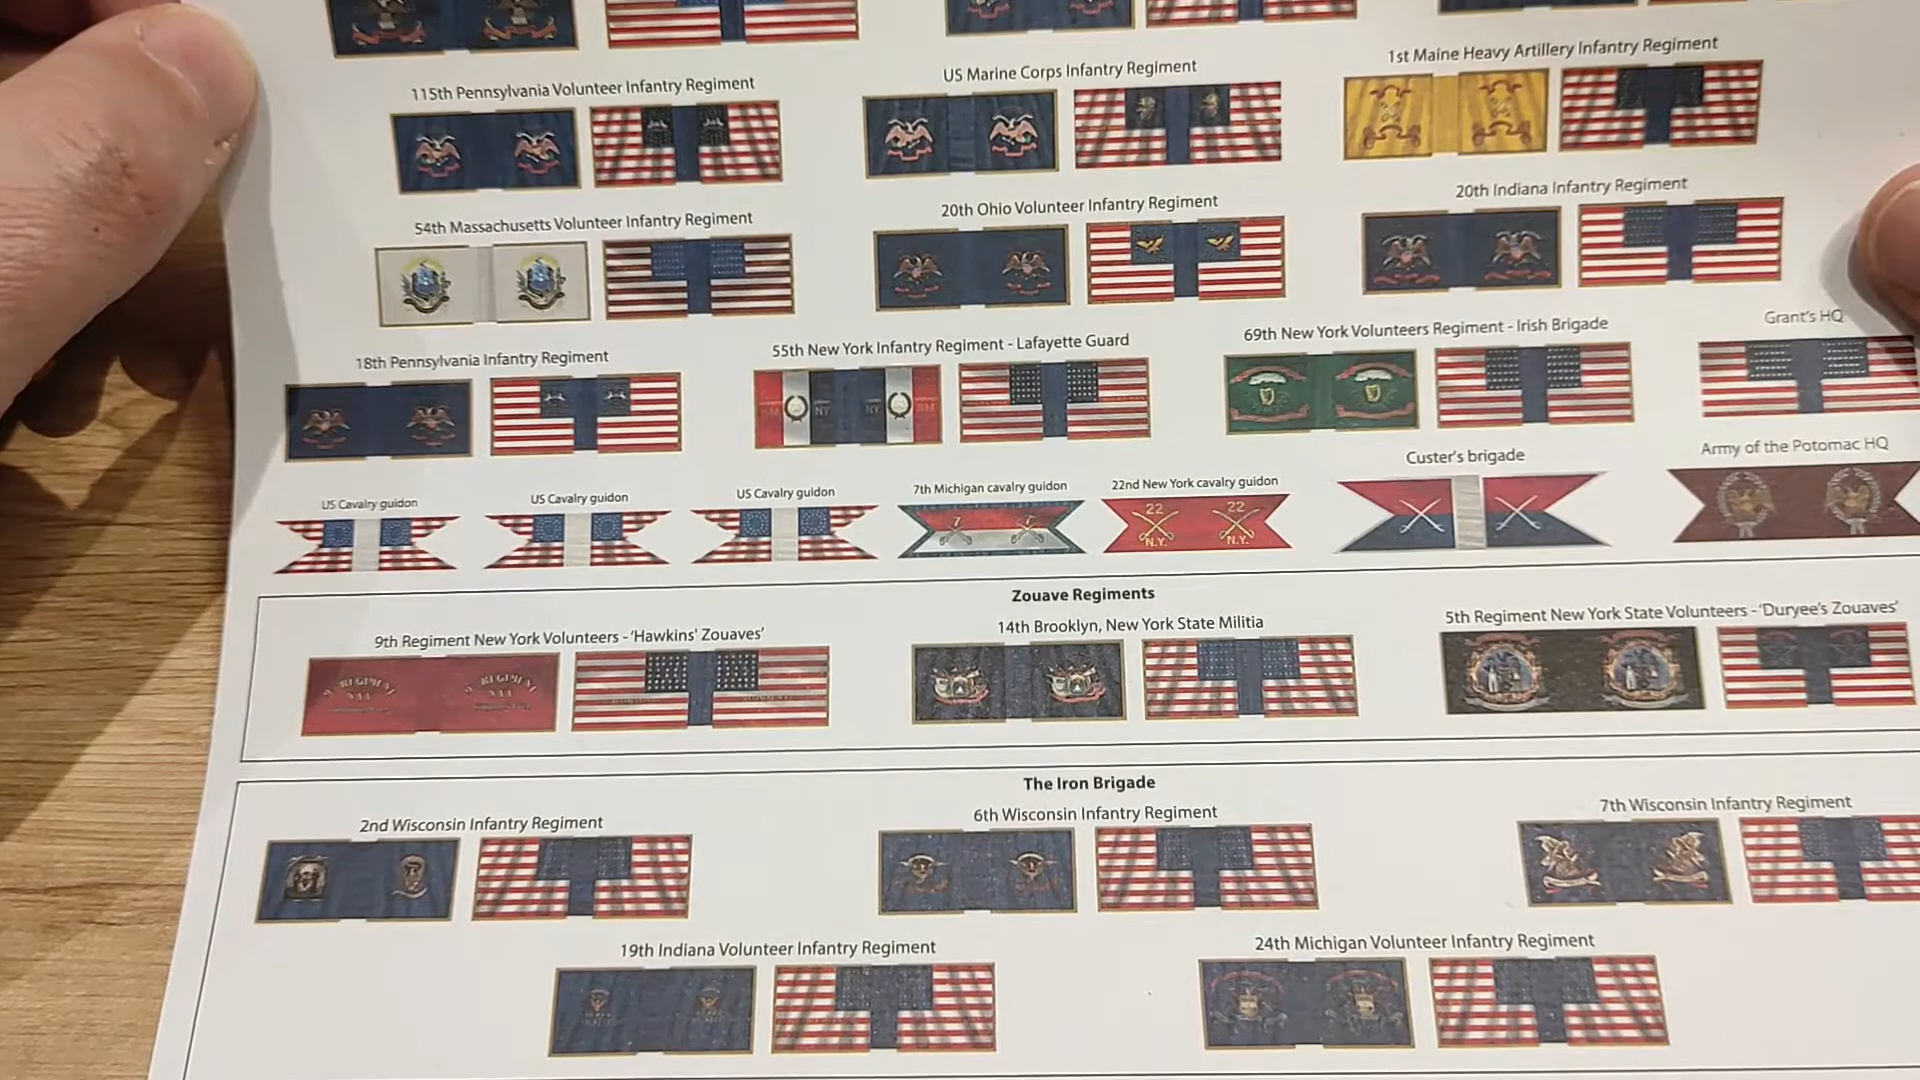 115th Pennsylvania Volunteer Infantry Regiment
US Marine Corps Infantry Regiment
1st Maine Heavy Artillery Infantry Regiment
54th Massachusetts Volunteer Infantry Regiment
20th Ohio Volunteer Infantry Regiment
20th Indiana Infantry Regiment
18th Pennsylvania Infantry Regiment
55th New York Infantry Regiment - Lafayette Guard
69th New York Volunteers Regiment - Irish Brigade
Grant's HQ
NY NY
US Cavalry guidon
US Cavalry guidon
US Cavalry guidon
7th Michigan cavalry guidon
22nd New York cavalry guidon
Custer's brigade
Army of the Potomac HQ
7
22 22
N.Y. N.Y.
Zouave Regiments
9th Regiment New York Volunteers - 'Hawkins' Zouaves'
14th Brooklyn, New York State Militia
5th Regiment New York State Volunteers - 'Duryee's Zouaves'
REGIMENT REGIMENT
The Iron Brigade
2nd Wisconsin Infantry Regiment
6th Wisconsin Infantry Regiment
7th Wisconsin Infantry Regiment
19th Indiana Volunteer Infantry Regiment
24th Michigan Volunteer Infantry Regiment